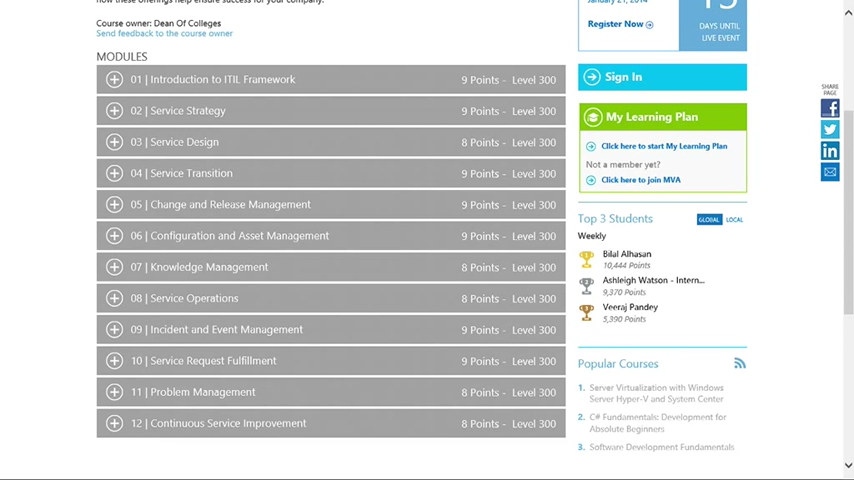 how these offerings help ensure success for your company.
Course owner: Dean Of Colleges
Send feedback to the course owner
MODULES
01 | Introduction to ITIL Framework 9 Points - Level 300
02 | Service Strategy 9 Points - Level 300
03 | Service Design 8 Points - Level 300
04 | Service Transition 9 Points - Level 300
05 | Change and Release Management 9 Points - Level 300
06 | Configuration and Asset Management 9 Points - Level 300
07 | Knowledge Management 8 Points - Level 300
08 | Service Operations 8 Points - Level 300
09 | Incident and Event Management 9 Points - Level 300
10 | Service Request Fulfillment 9 Points - Level 300
11 | Problem Management 8 Points - Level 300
12 | Continuous Service Improvement 8 Points - Level 300
January 21, 2014
Register Now
DAYS UNTIL
LIVE EVENT
Sign In
My Learning Plan
Click here to start My Learning Plan
Not a member yet?
Click here to join MVA
Top 3 Students GLOBAL LOCAL
Weekly
Bilal Alhasan
10,444 Points
Ashleigh Watson - Intern...
9,370 Points
Veeraj Pandey
5,390 Points
Popular Courses
1. Server Virtualization with Windows
Server Hyper-V and System Center
2. C# Fundamentals: Development for
Absolute Beginners
3. Software Development Fundamentals
SHARE
PAGE